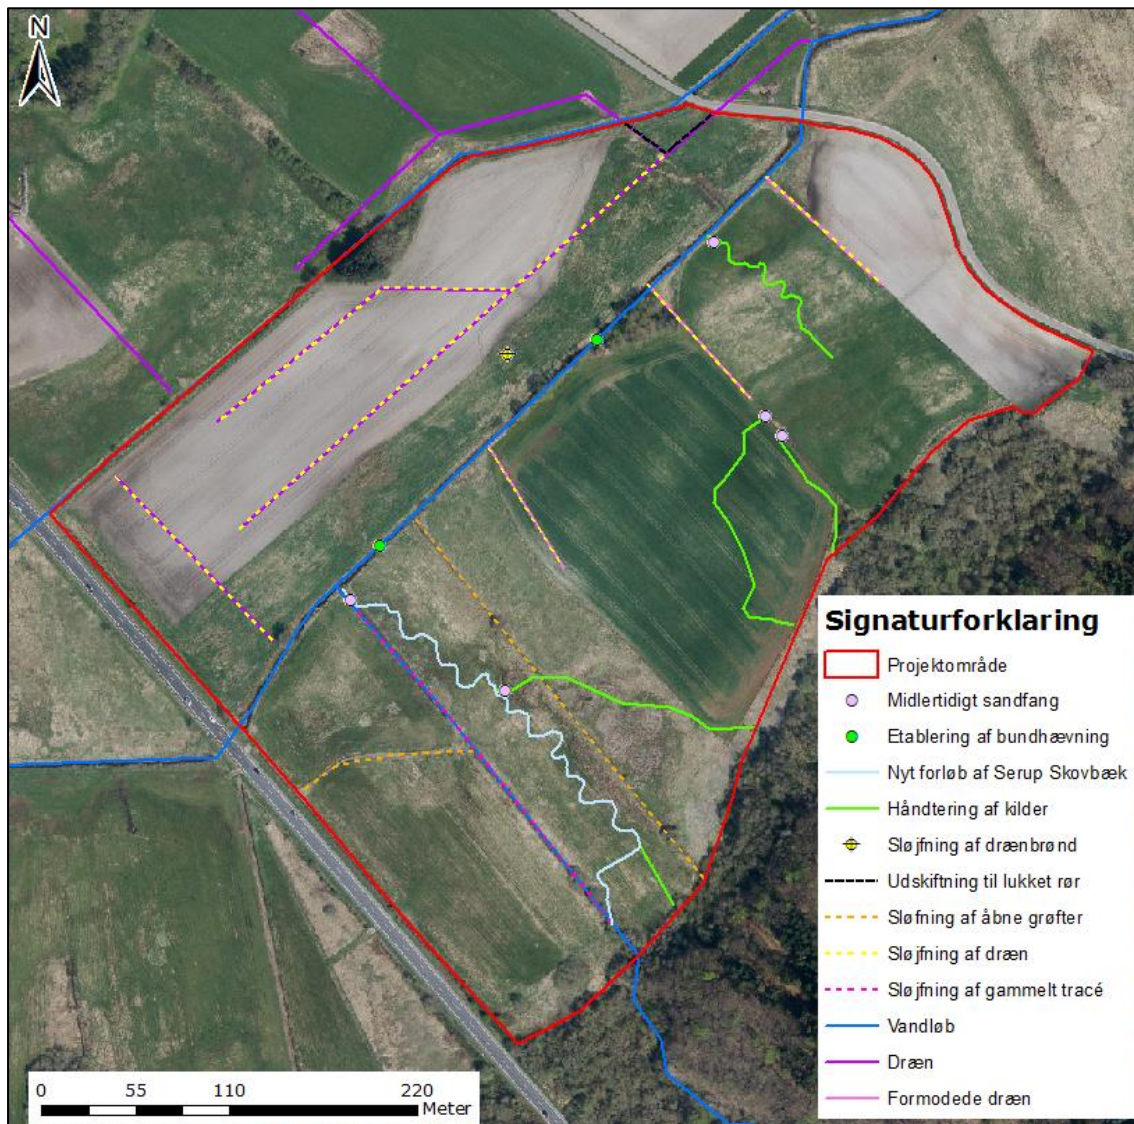 N
Signaturforklaring
Projektområde
Midlertidigt sandfang
Etablering af bundhævning
Nyt forløb af Serup Skovbæk
Håndtering af kilder
Sløjfning af drænbrønd
Udskiftning til lukket rør
Sløfning af åbne grøfter
Sløjfning af dræn
Sløjfning af gammelt tracé
Vandløb
Dræn
Formodede dræn
0 55 110 220
Meter